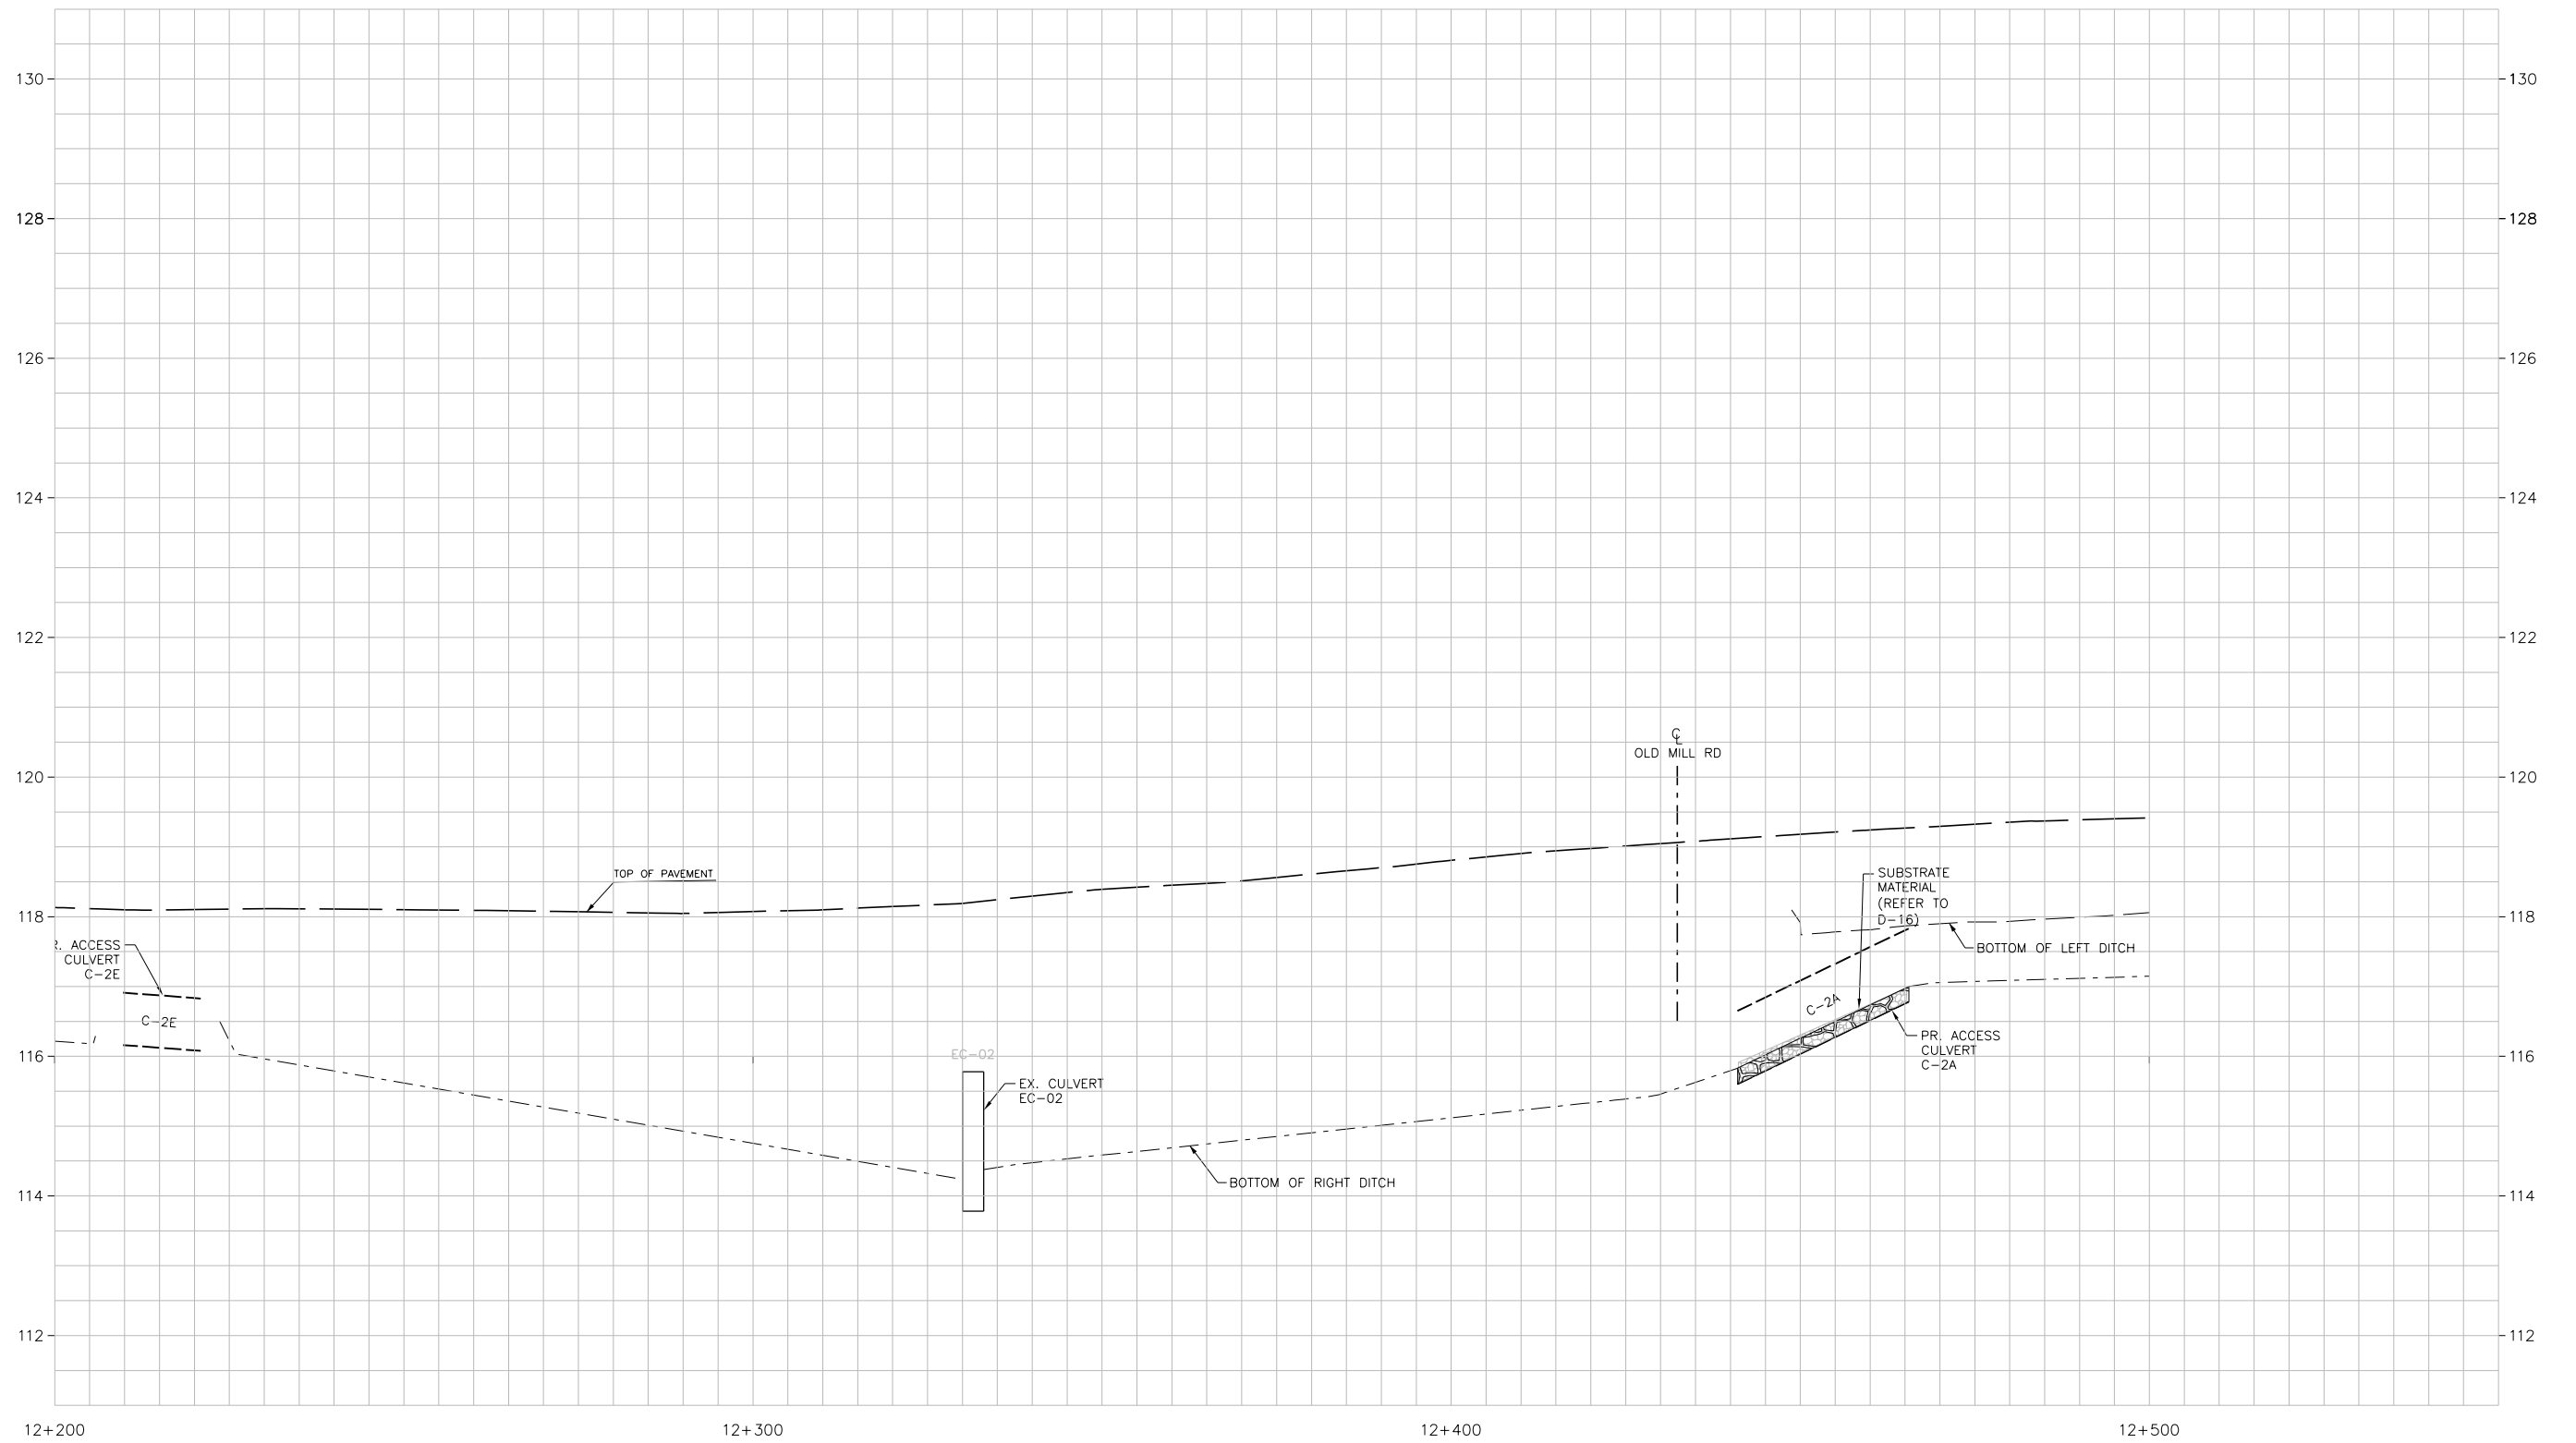 130
130
128
128
126
126
124
124
122
122
℄
OLD MILL RD
120
120
TOP OF PAVEMENT
SUBSTRATE
MATERIAL
(REFER TO
D-16)
118
118
R. ACCESS
CULVERT
C-2E
BOTTOM OF LEFT DITCH
C-2A
C-2E
PR. ACCESS
CULVERT
C-2A
116
EC-02
116
EX. CULVERT
EC-02
BOTTOM OF RIGHT DITCH
114
114
112
112
12+200
12+300
12+400
12+500